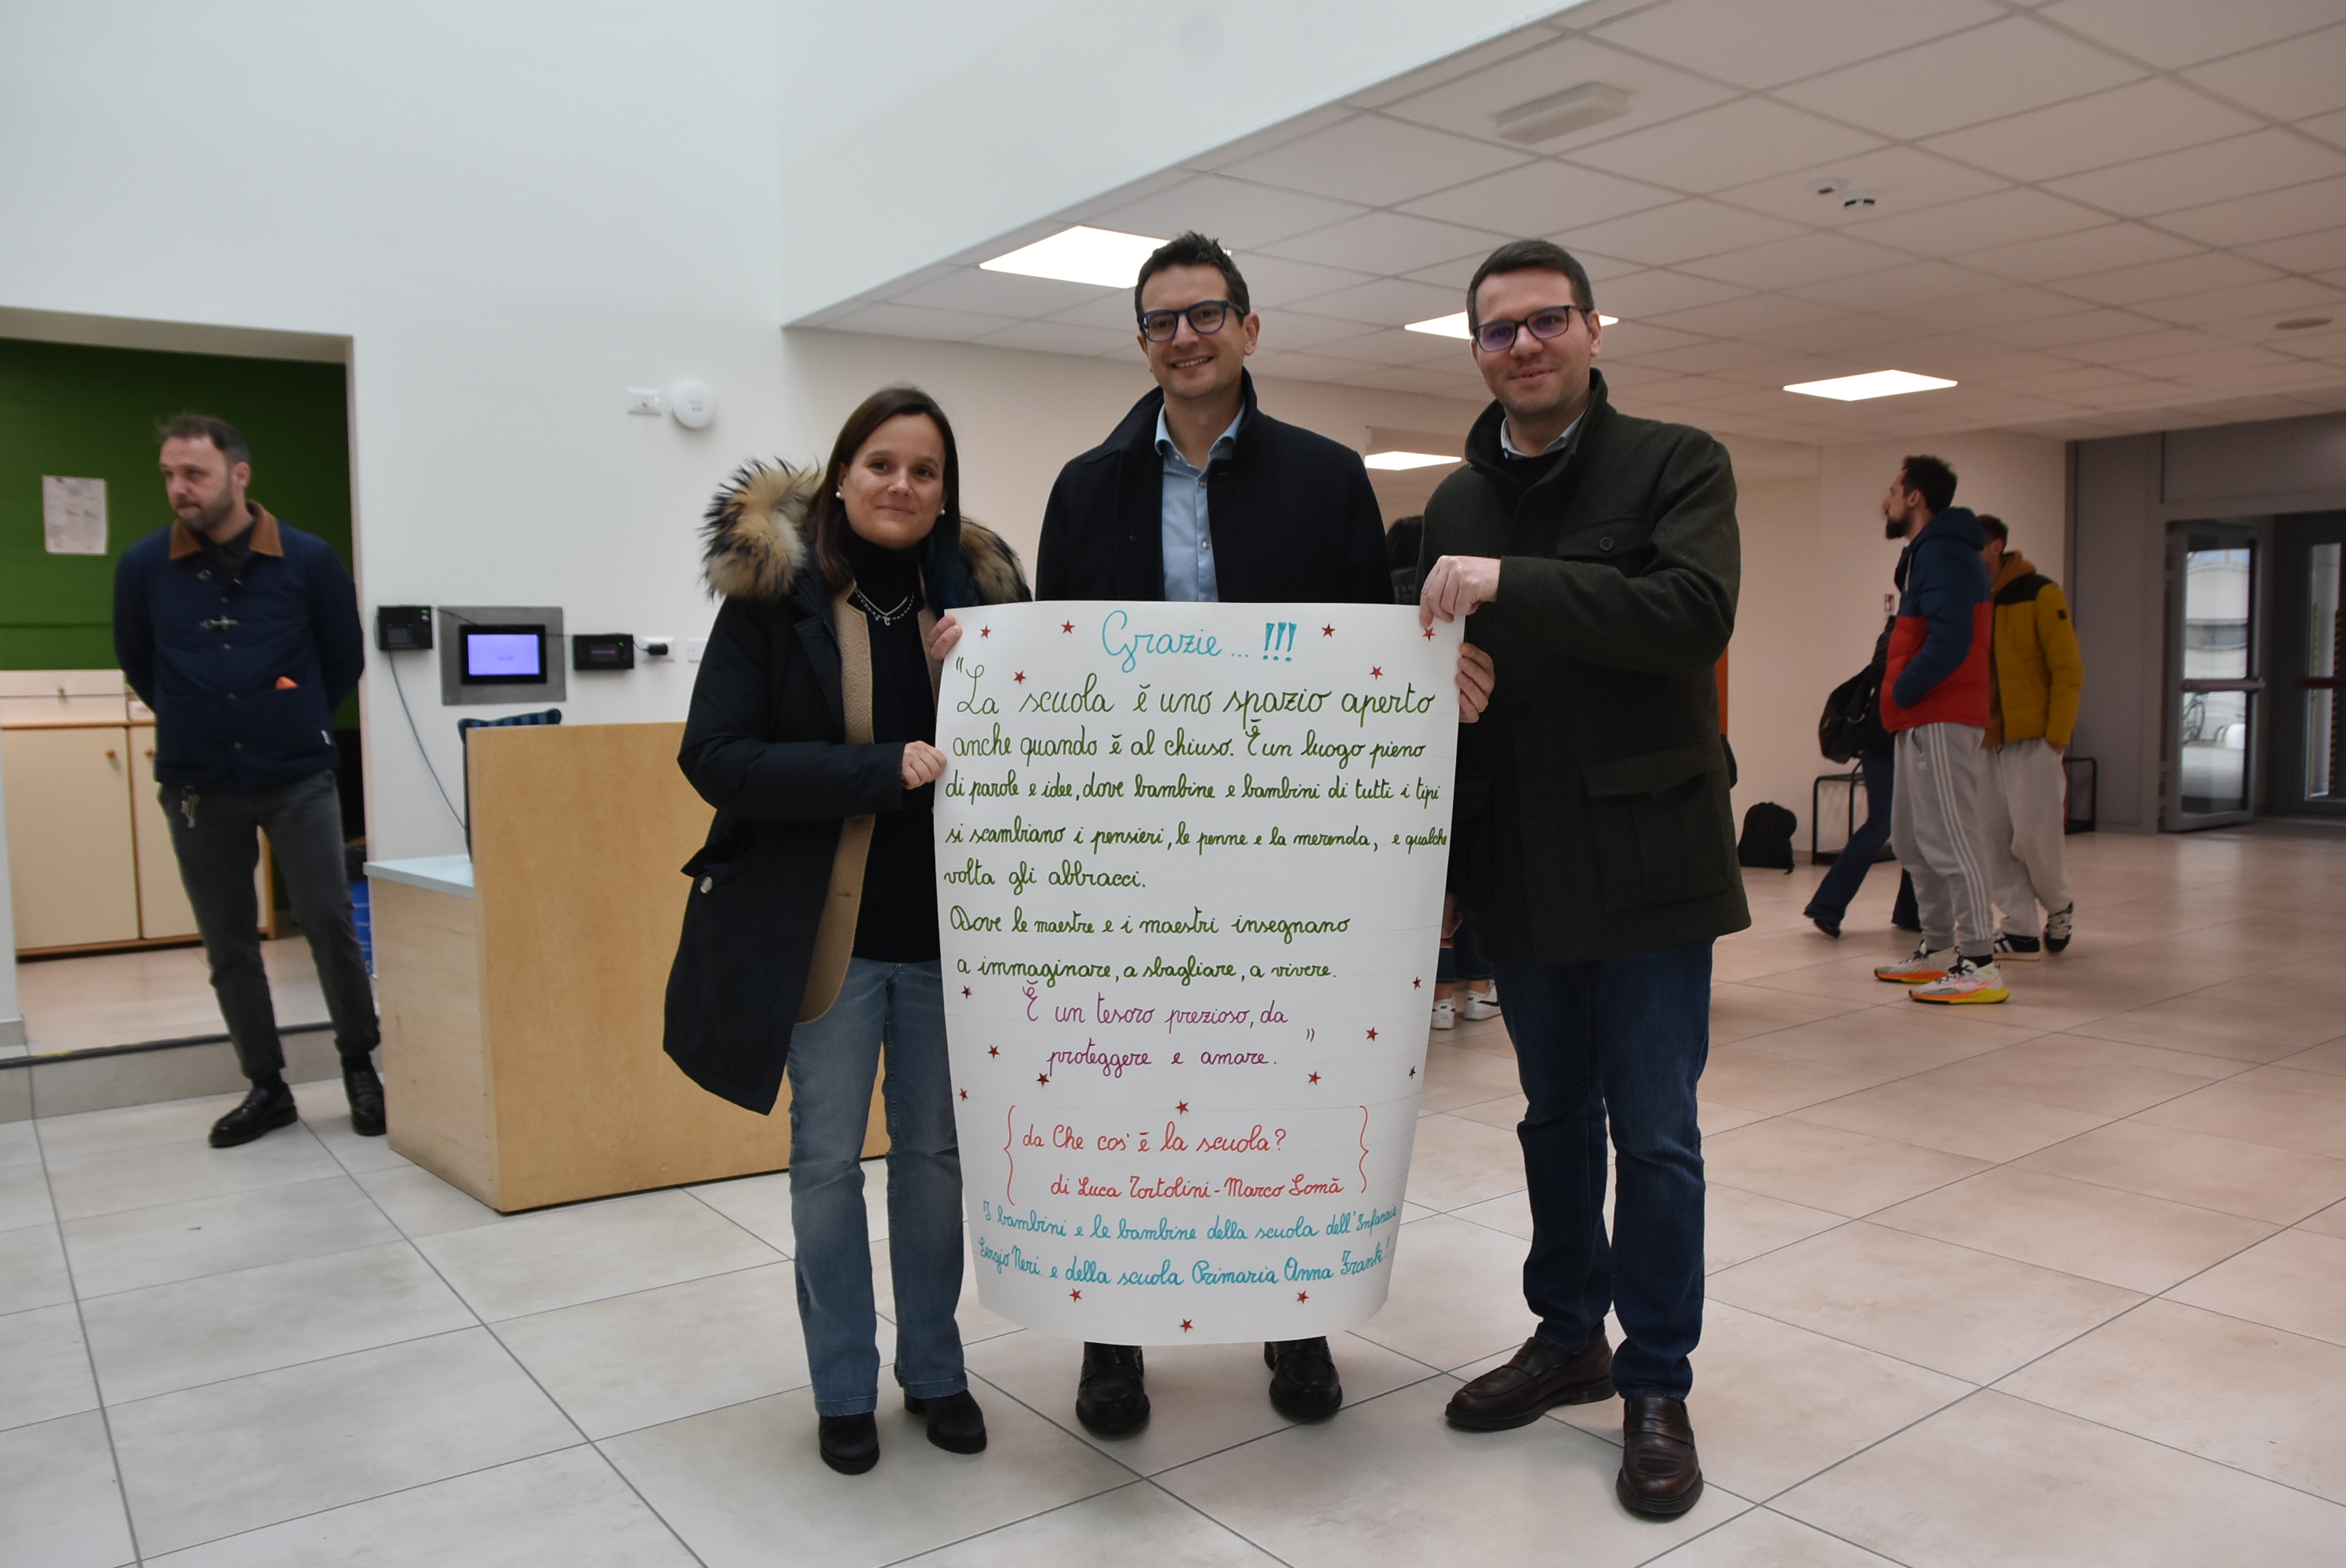 Grazie... !!!
"La scuola è uno spazio aperto
anche quando è al chiuso. È un luogo pieno
di parole e idee, dove bambine e bambini di tutti i tipi
si scambiano i pensieri, le penne e la merenda, e qualche
volta gli abbracci.
Dove le maestre e i maestri insegnano
a immaginare, a sbagliare, a vivere.
È un tesoro prezioso, da
proteggere e amare."
da Che cos'è la scuola?
di Luca Tortolini - Marco Somà
I bambini e le bambine della scuola dell'Infanzia
Sergio Neri e della scuola Primaria Anna Frank!